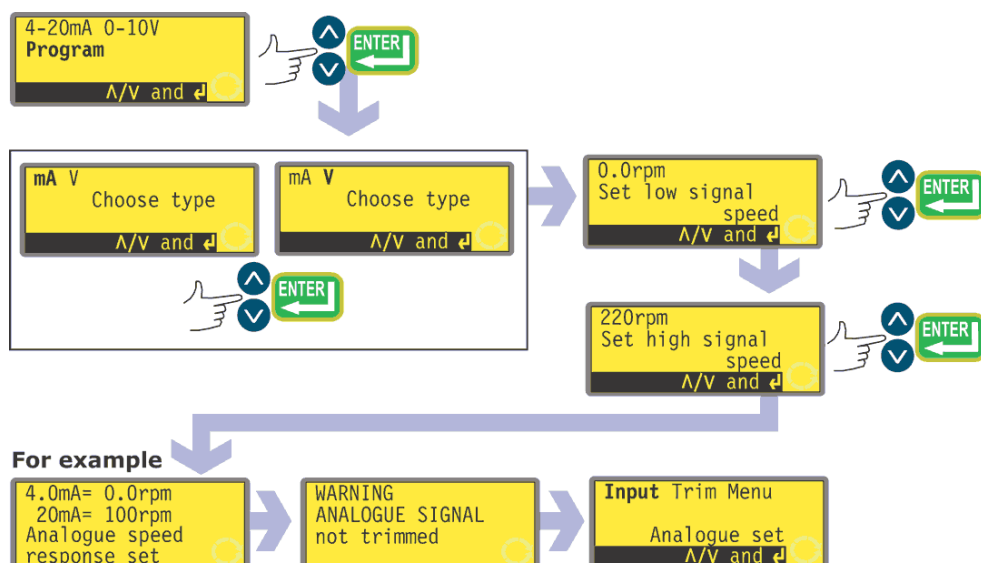 4-20mA 0-10V
Program
∧/∨ and ↵
ENTER
mA V
Choose type
∧/∨ and ↵
mA V
Choose type
∧/∨ and ↵
ENTER
0.0rpm
Set low signal
speed
∧/∨ and ↵
ENTER
220rpm
Set high signal
speed
∧/∨ and ↵
ENTER
For example
4.0mA= 0.0rpm
20mA= 100rpm
Analogue speed
response set
WARNING
ANALOGUE SIGNAL
not trimmed
Input Trim Menu
Analogue set
∧/∨ and ↵